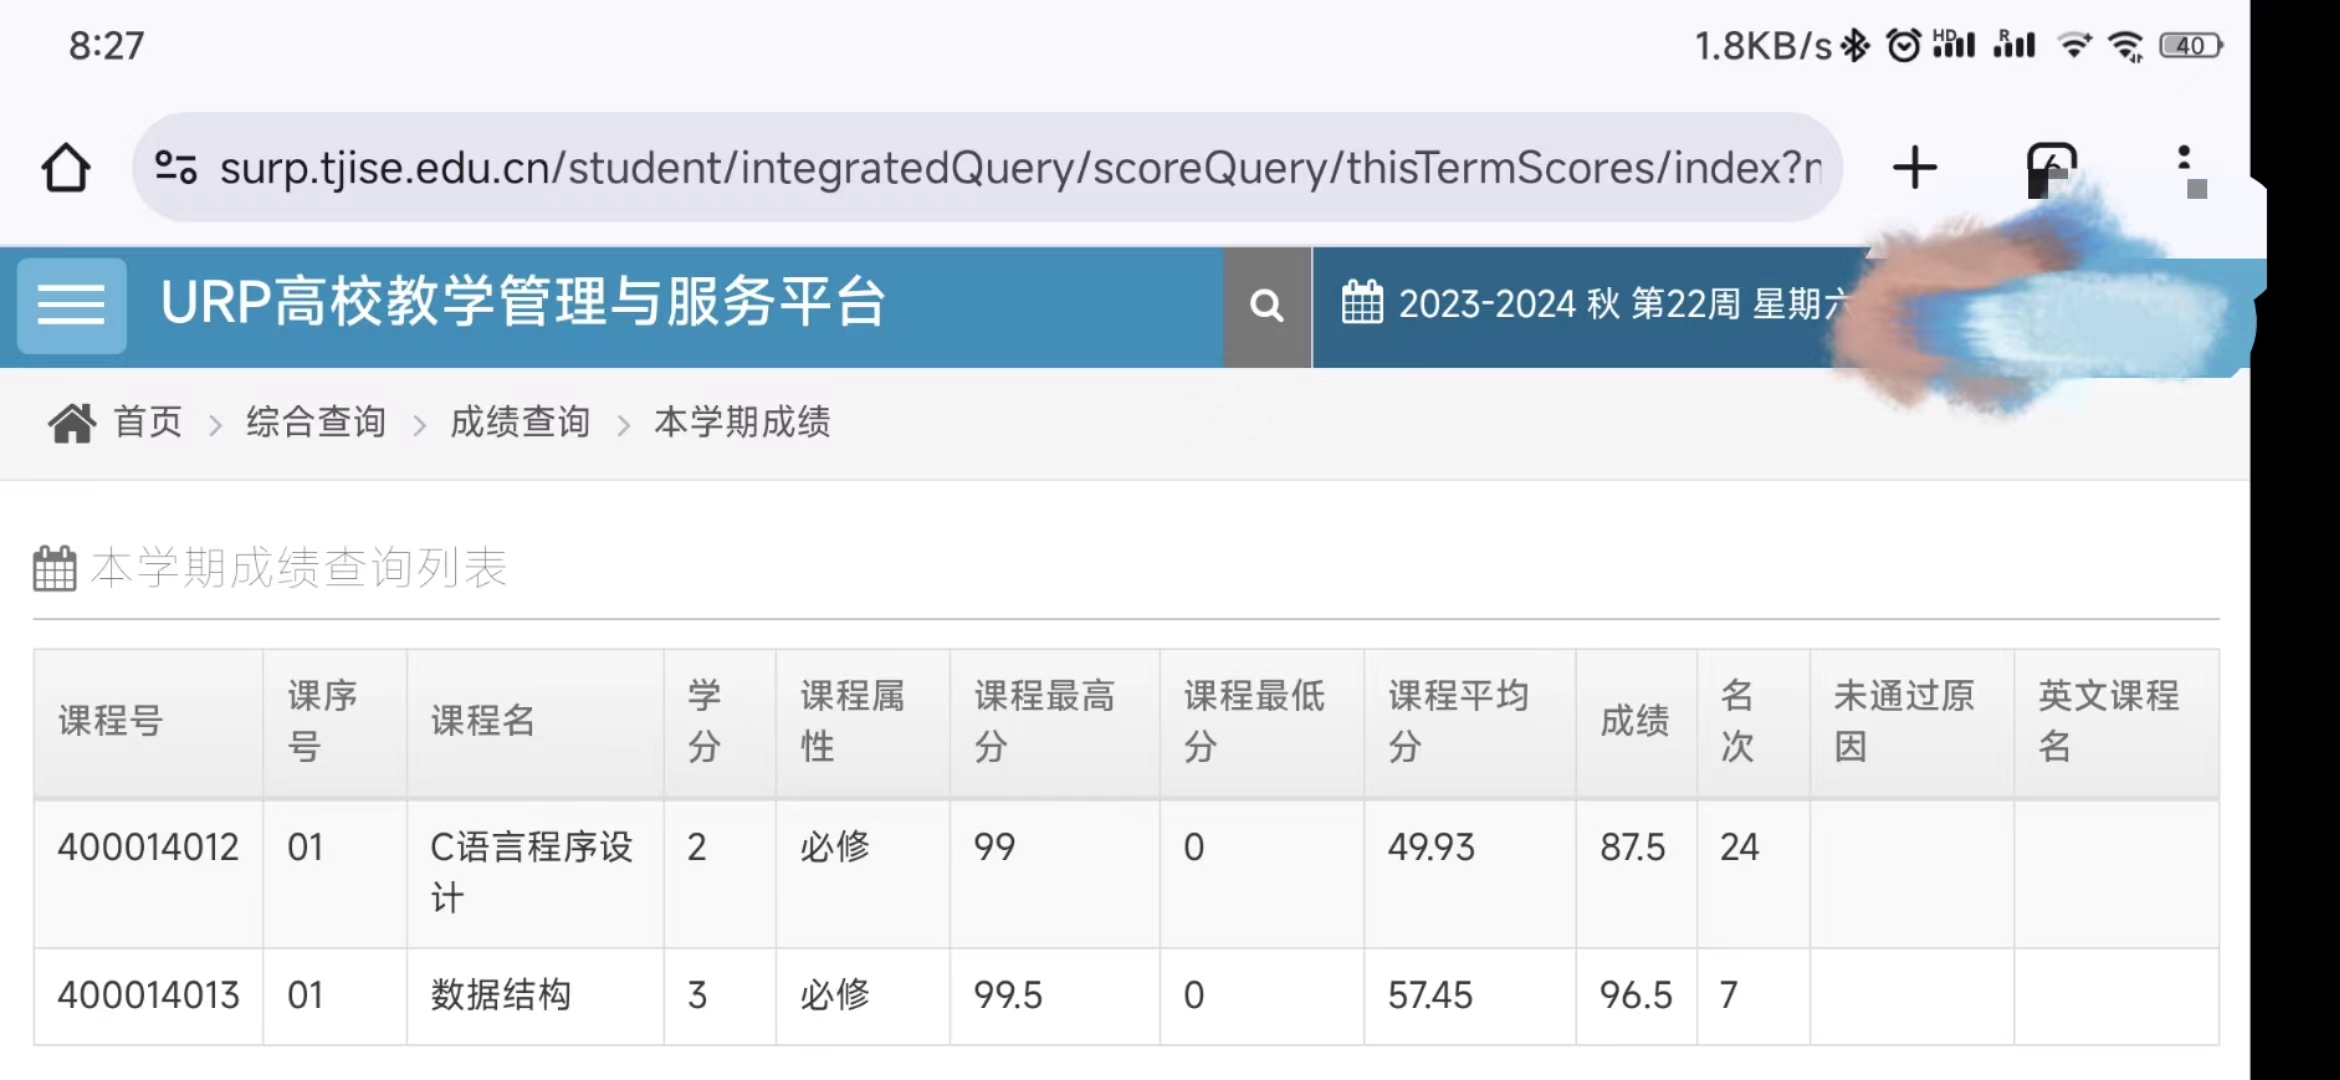 8:27 1.8KB/s HD R 40
surp.tjise.edu.cn/student/integratedQuery/scoreQuery/thisTermScores/index?
URP高校教学管理与服务平台 2023-2024 秋 第22周 星期六
首页 > 综合查询 > 成绩查询 > 本学期成绩
本学期成绩查询列表
课程号 课序号 课程名 学分 课程属性 课程最高分 课程最低分 课程平均分 成绩 名次 未通过原因 英文课程名
400014012 01 C语言程序设计 2 必修 99 0 49.93 87.5 24
400014013 01 数据结构 3 必修 99.5 0 57.45 96.5 7